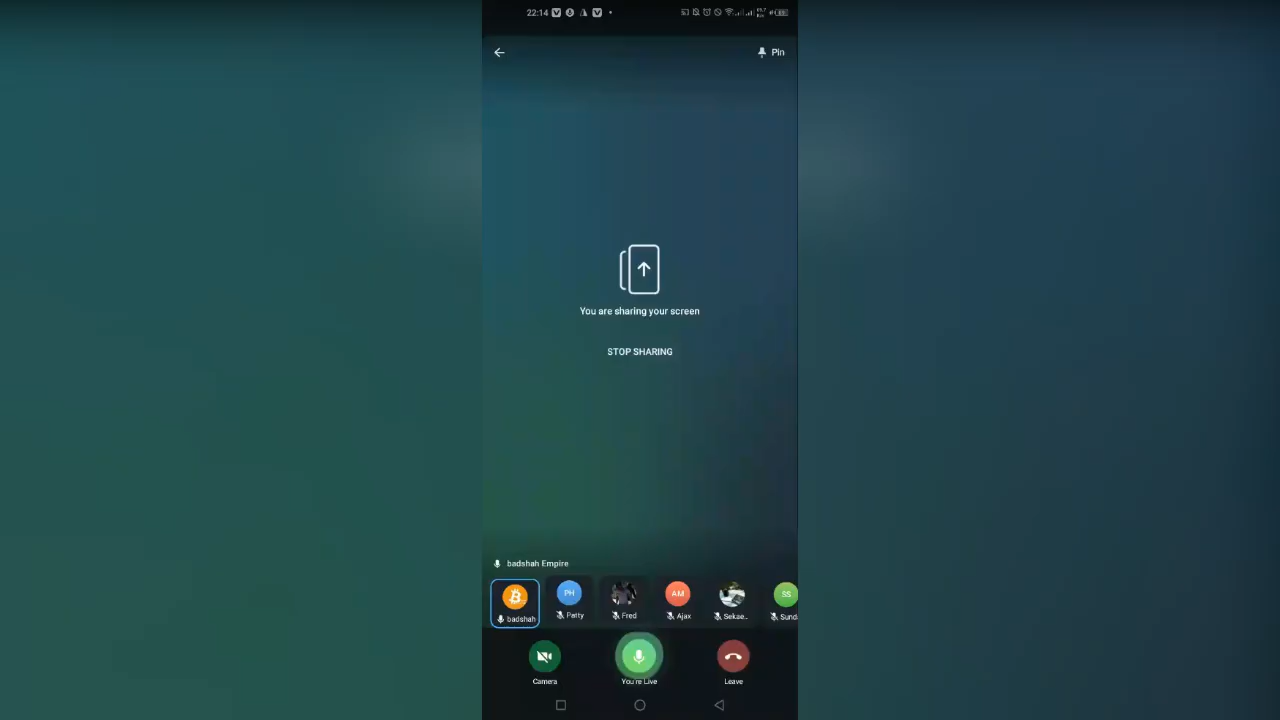 22:14
Pin
You are sharing your screen
STOP SHARING
badshah Empire
PH
AM
SS
badshah
Patty
Fred
Ajax
Sekae..
Sund
Camera
You're Live
Leave